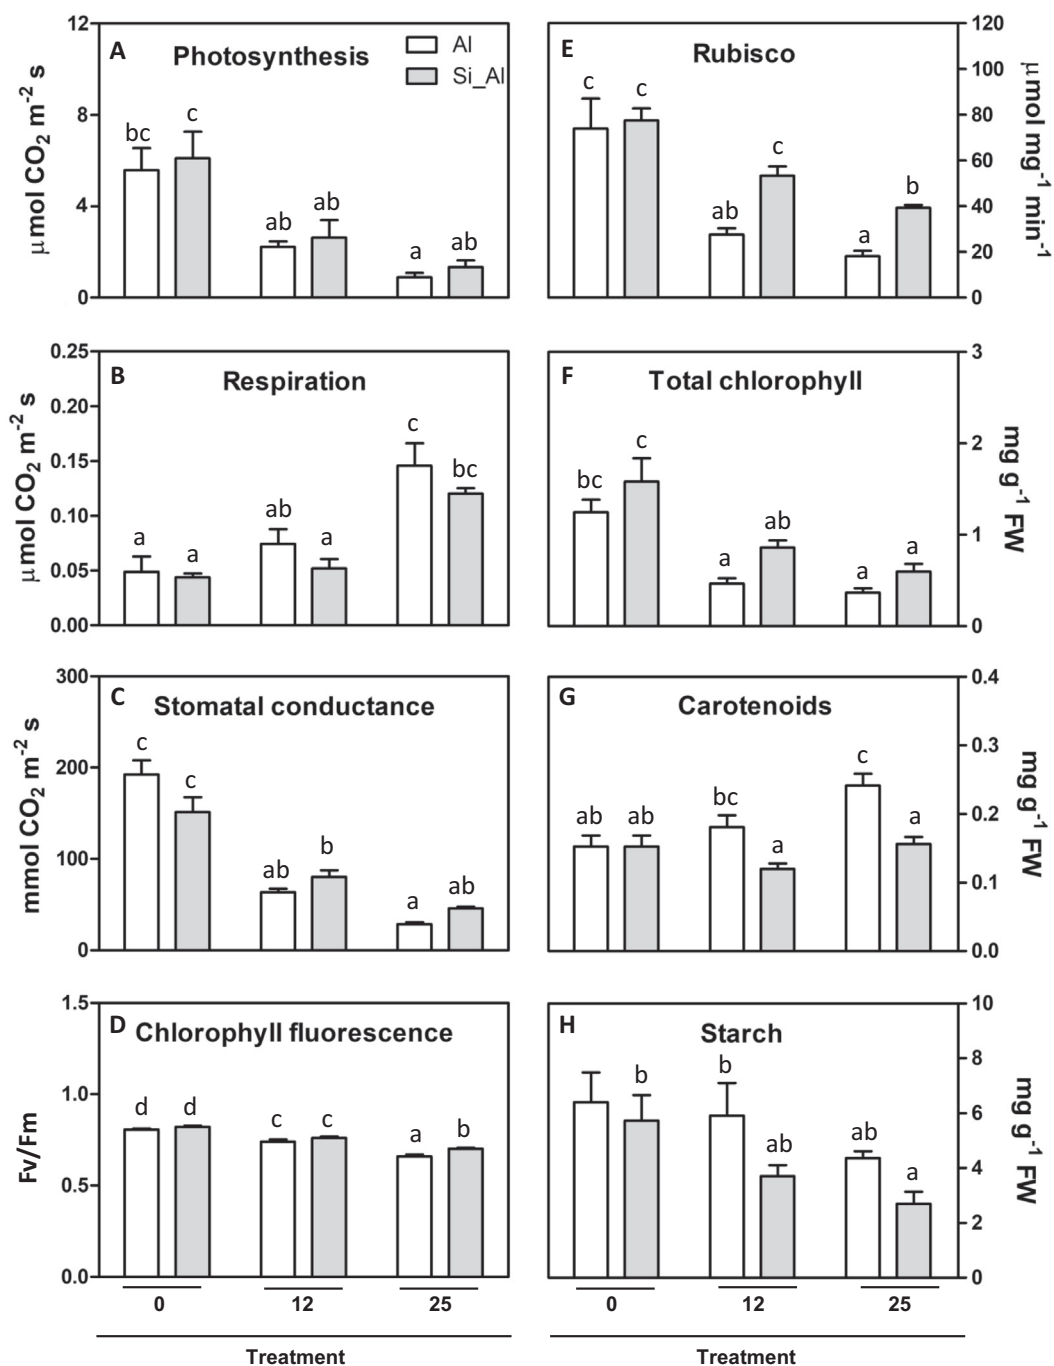 A
Photosynthesis
Al
Si_Al
12
8
4
0
μmol CO2 m-2 s
bc
c
ab
ab
a
ab
E
Rubisco
120
100
80
60
40
20
0
μmol mg-1 min-1
c
c
ab
c
a
b
B
Respiration
0.25
0.20
0.15
0.10
0.05
0.00
μmol CO2 m-2 s
a
a
ab
a
c
bc
F
Total chlorophyll
3
2
1
0
mg g-1 FW
bc
c
a
ab
a
a
C
Stomatal conductance
300
200
100
0
mmol CO2 m-2 s
c
c
ab
b
a
ab
G
Carotenoids
0.4
0.3
0.2
0.1
0.0
mg g-1 FW
ab
ab
bc
a
c
a
D
Chlorophyll fluorescence
1.5
1.0
0.5
0.0
Fv/Fm
d
d
c
c
a
b
0
12
25
Treatment
H
Starch
10
8
6
4
2
0
mg g-1 FW
b
b
ab
ab
a
0
12
25
Treatment